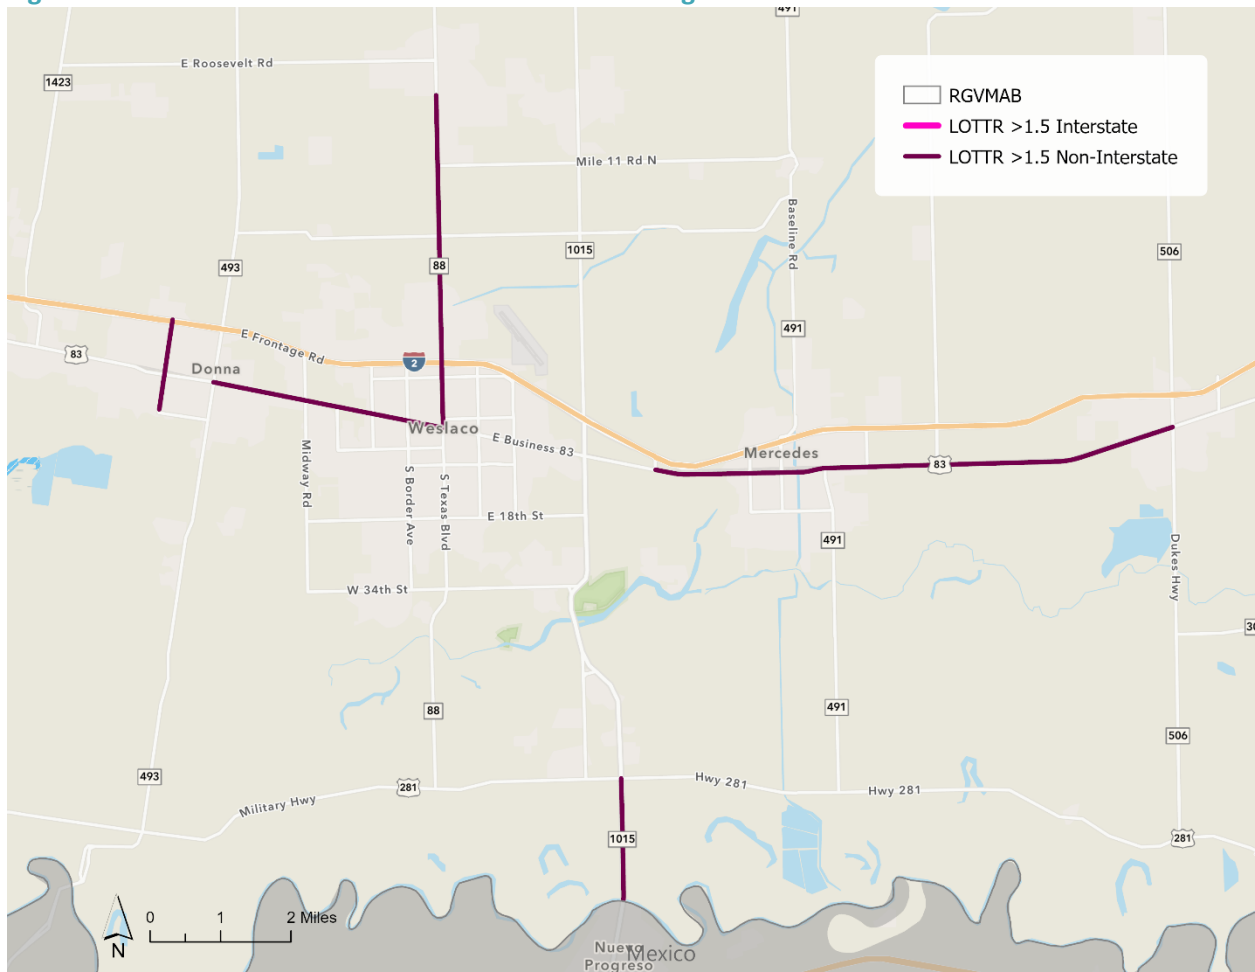 491
E Roosevelt Rd
1423
RGVMAB
LOTTR >1.5 Interstate
LOTTR >1.5 Non-Interstate
Mile 11 Rd N
Baseline Rd
1015
506
493
88
491
E Frontage Rd
83
2
Donna
Weslaco
E Business 83
Mercedes
83
Midway Rd
S Border Ave
S Texas Blvd
E 18th St
491
Dukes Hwy
W 34th St
30
88
491
506
493
281
Military Hwy
Hwy 281
Hwy 281
1015
281
0 1 2 Miles
N
Nuevo
Progreso
Mexico